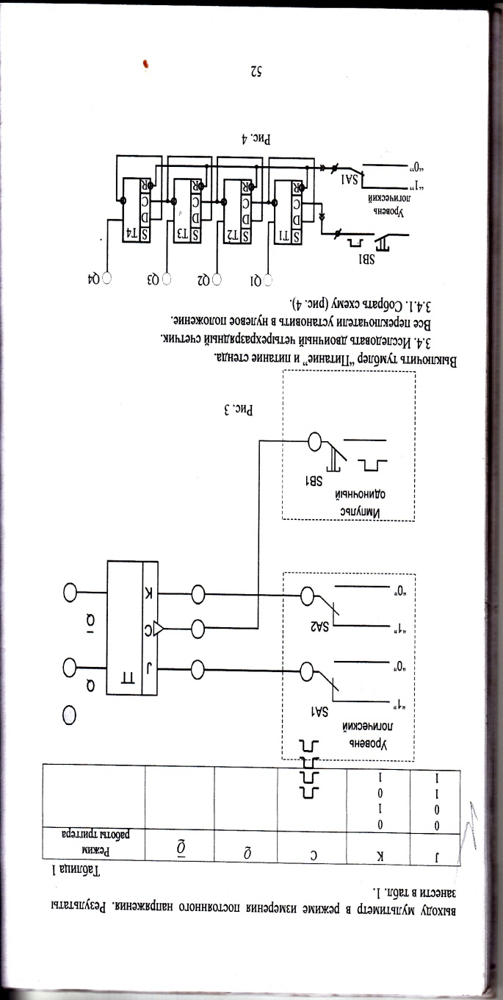 выходу мультиметр в режиме измерения постоянного напряжения. Результаты
занести в табл. 1.
Таблица 1
J K C Q Q̅ Режим
работы триггера
0 0
0 1
1 0
1 1
Уровень
логический
SA1
“1”
“0”
SA2
“1”
“0”
J
C
K
TT
Q
Q̅
Импульс
одиночный
SB1
Рис. 3
Выключить тумблер “Питание” и питание стенда.
3.4. Исследовать двоичный четырехразрядный счетчик.
Все переключатели установить в нулевое положение.
3.4.1. Собрать схему (рис. 4).
Q1 Q2 Q3 Q4
SB1
S T1 S T2 S T3 S T4
D D D D
C C C C
R R R R
Уровень
логический
“1”
SA1
“0”
Рис. 4
52